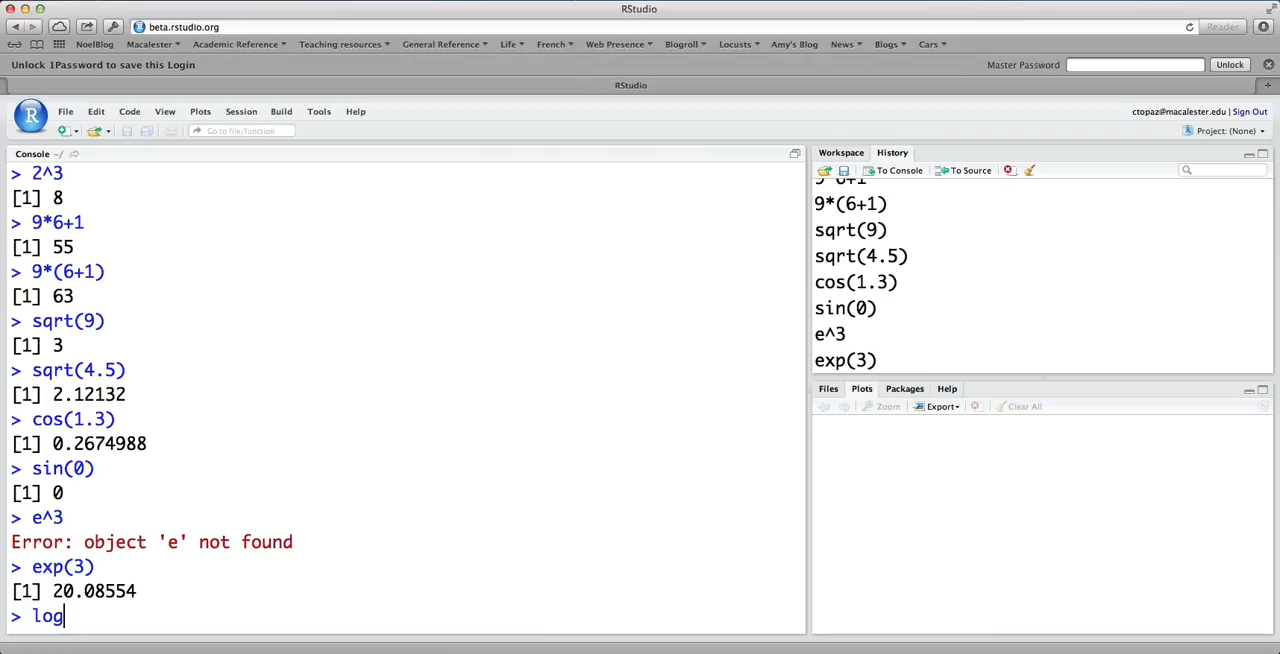 RStudio
beta.rstudio.org
Reader
NoelBlog Macalester Academic Reference Teaching resources General Reference Life French Web Presence Blogroll Locusts Amy's Blog News Blogs Cars
Unlock 1Password to save this Login Master Password Unlock
RStudio
R File Edit Code View Plots Session Build Tools Help ctopaz@macalester.edu | Sign Out
Go to file/function Project: (None)
Console ~/
> 2^3
[1] 8
> 9*6+1
[1] 55
> 9*(6+1)
[1] 63
> sqrt(9)
[1] 3
> sqrt(4.5)
[1] 2.12132
> cos(1.3)
[1] 0.2674988
> sin(0)
[1] 0
> e^3
Error: object 'e' not found
> exp(3)
[1] 20.08554
> log
Workspace History
To Console To Source
9*6+1
9*(6+1)
sqrt(9)
sqrt(4.5)
cos(1.3)
sin(0)
e^3
exp(3)
Files Plots Packages Help
Zoom Export Clear All